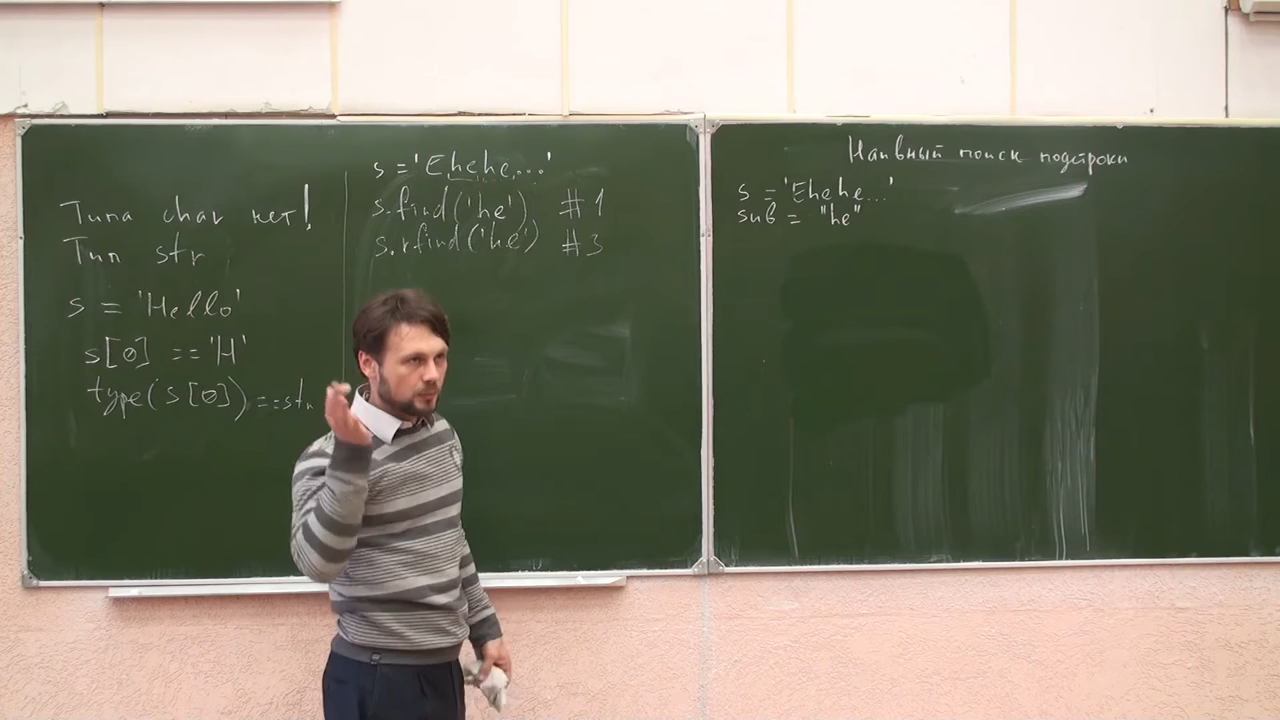 Типа char нет!
Тип str
s = 'Hello'
s[0] == 'H'
type(s[0]) == str
s = 'Ehehe...'
s.find('he') #1
s.rfind('he') #3
Наивный поиск подстроки
s = 'Ehehe...'
sub = "he"